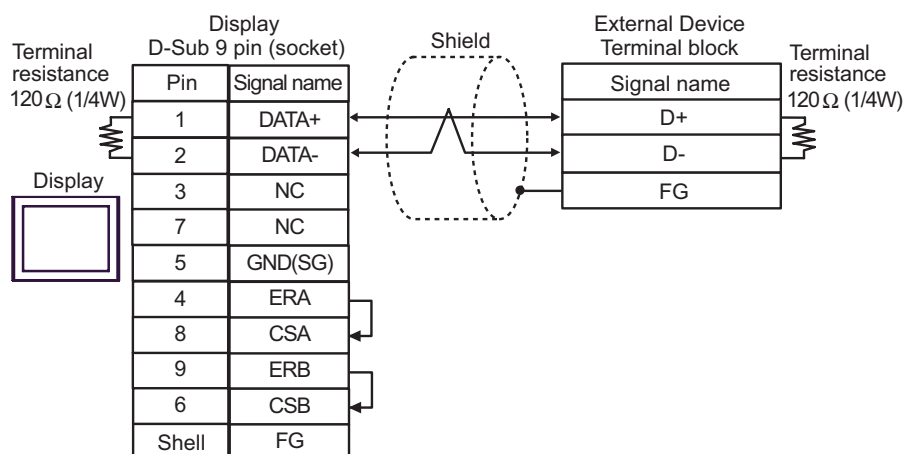 Display
D-Sub 9 pin (socket)
Shield
External Device
Terminal block
Terminal
resistance
120Ω (1/4W)
Terminal
resistance
120Ω (1/4W)
Pin Signal name
Signal name
1 DATA+
D+
2 DATA-
D-
Display
3 NC
FG
7 NC
5 GND(SG)
4 ERA
8 CSA
9 ERB
6 CSB
Shell FG